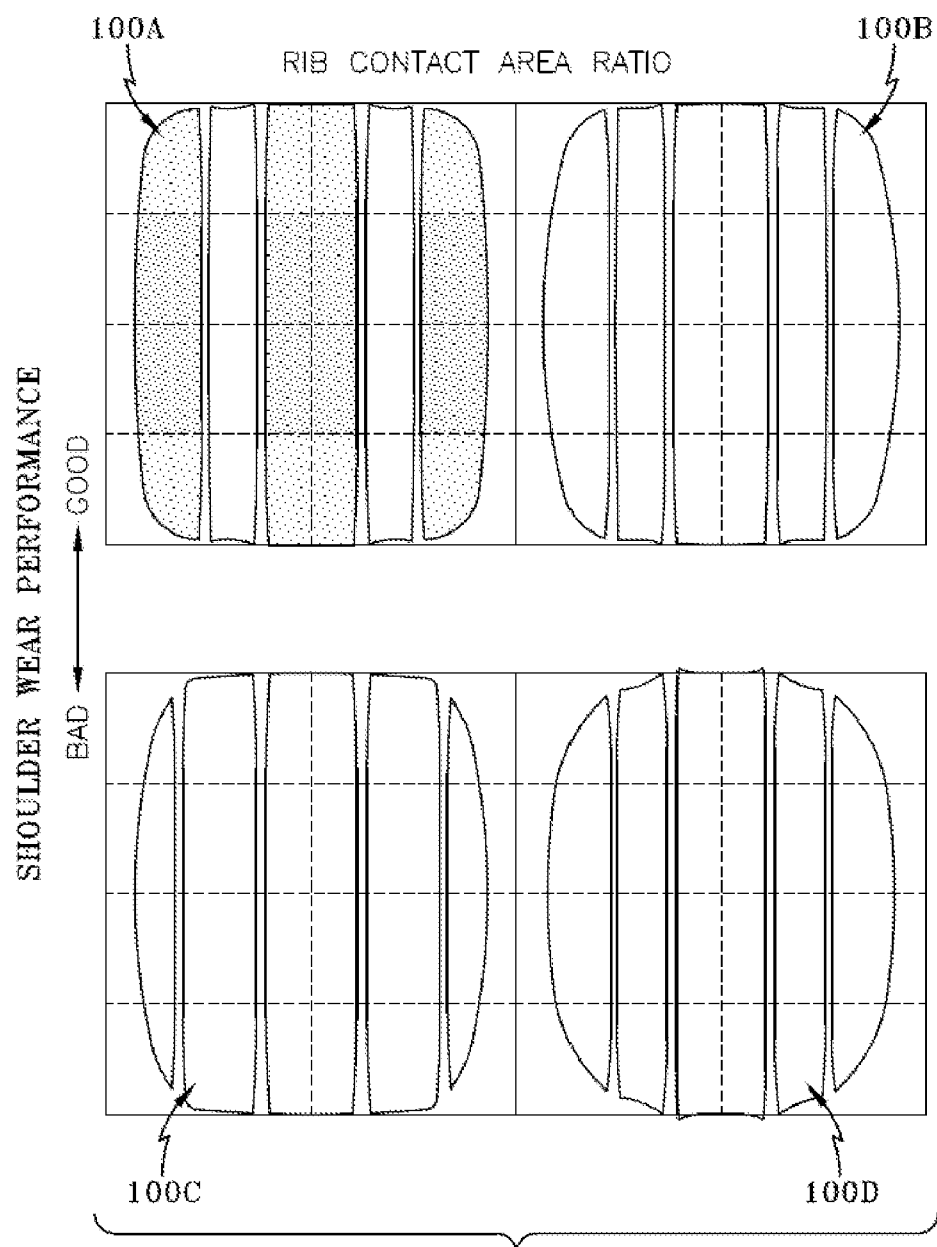 100A
100B
RIB CONTACT AREA RATIO
SHOULDER WEAR PERFORMANCE
GOOD
BAD
100C
100D